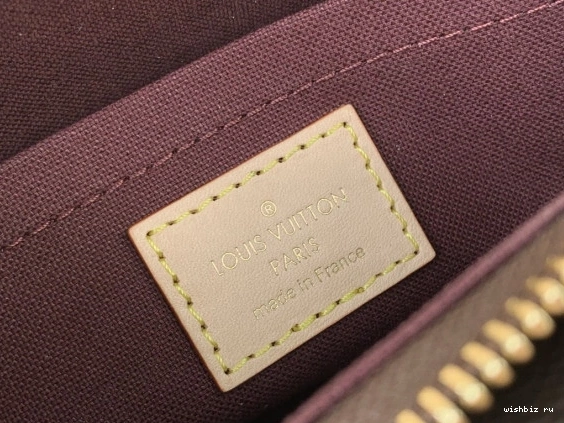 ®
LOUIS VUITTON
PARIS
made in France
wishbiz ru